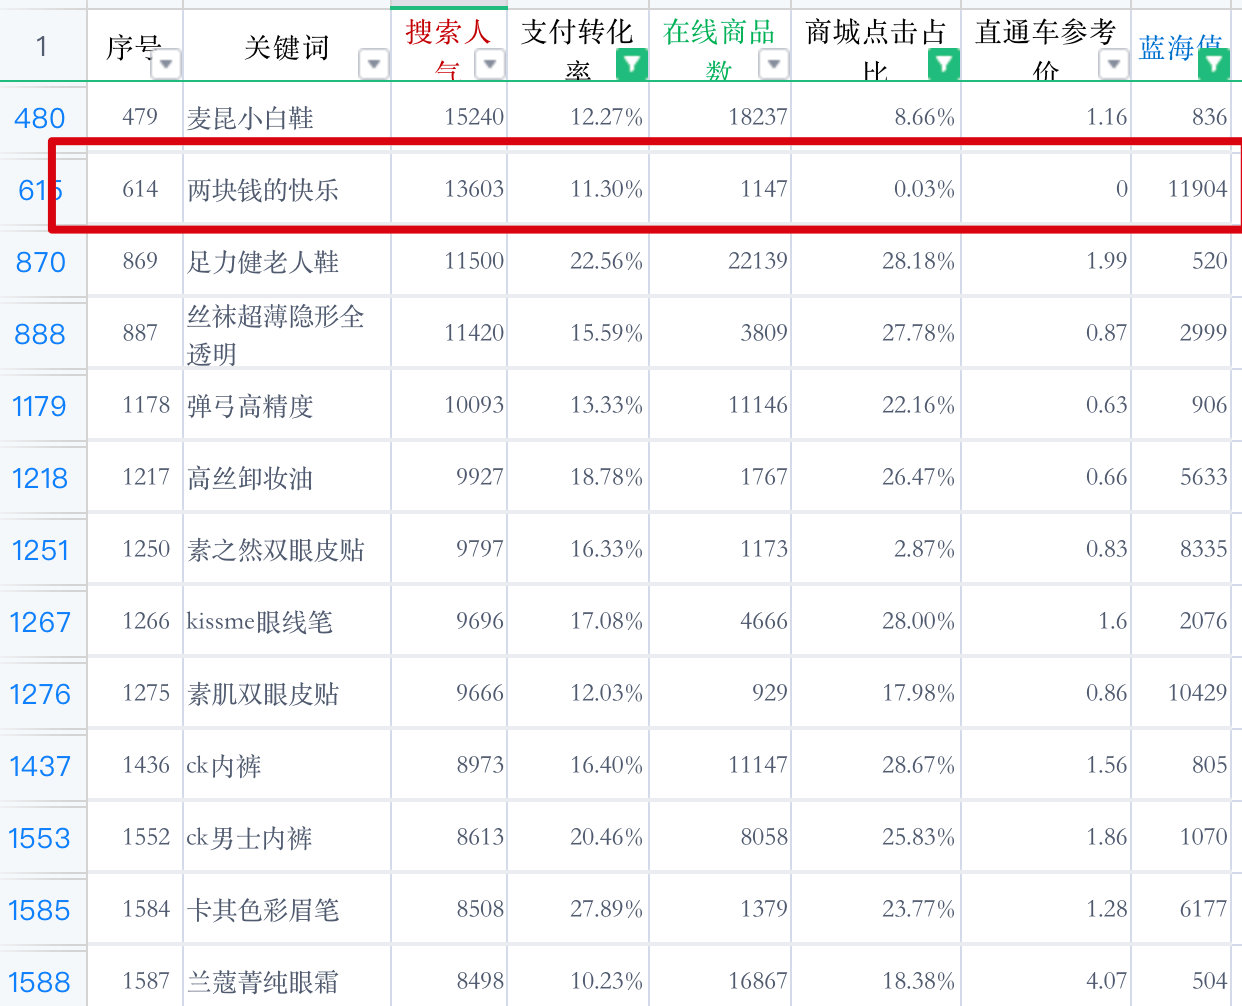 1 序号 关键词 搜索人气 支付转化率 在线商品数 商城点击占比 直通车参考价 蓝海值
480 479 麦昆小白鞋 15240 12.27% 18237 8.66% 1.16 836
615 614 两块钱的快乐 13603 11.30% 1147 0.03% 0 11904
870 869 足力健老人鞋 11500 22.56% 22139 28.18% 1.99 520
888 887 丝袜超薄隐形全透明 11420 15.59% 3809 27.78% 0.87 2999
1179 1178 弹弓高精度 10093 13.33% 11146 22.16% 0.63 906
1218 1217 高丝卸妆油 9927 18.78% 1767 26.47% 0.66 5633
1251 1250 素之然双眼皮贴 9797 16.33% 1173 2.87% 0.83 8335
1267 1266 kissme眼线笔 9696 17.08% 4666 28.00% 1.6 2076
1276 1275 素肌双眼皮贴 9666 12.03% 929 17.98% 0.86 10429
1437 1436 ck内裤 8973 16.40% 11147 28.67% 1.56 805
1553 1552 ck男士内裤 8613 20.46% 8058 25.83% 1.86 1070
1585 1584 卡其色彩眉笔 8508 27.89% 1379 23.77% 1.28 6177
1588 1587 兰蔻菁纯眼霜 8498 10.23% 16867 18.38% 4.07 504